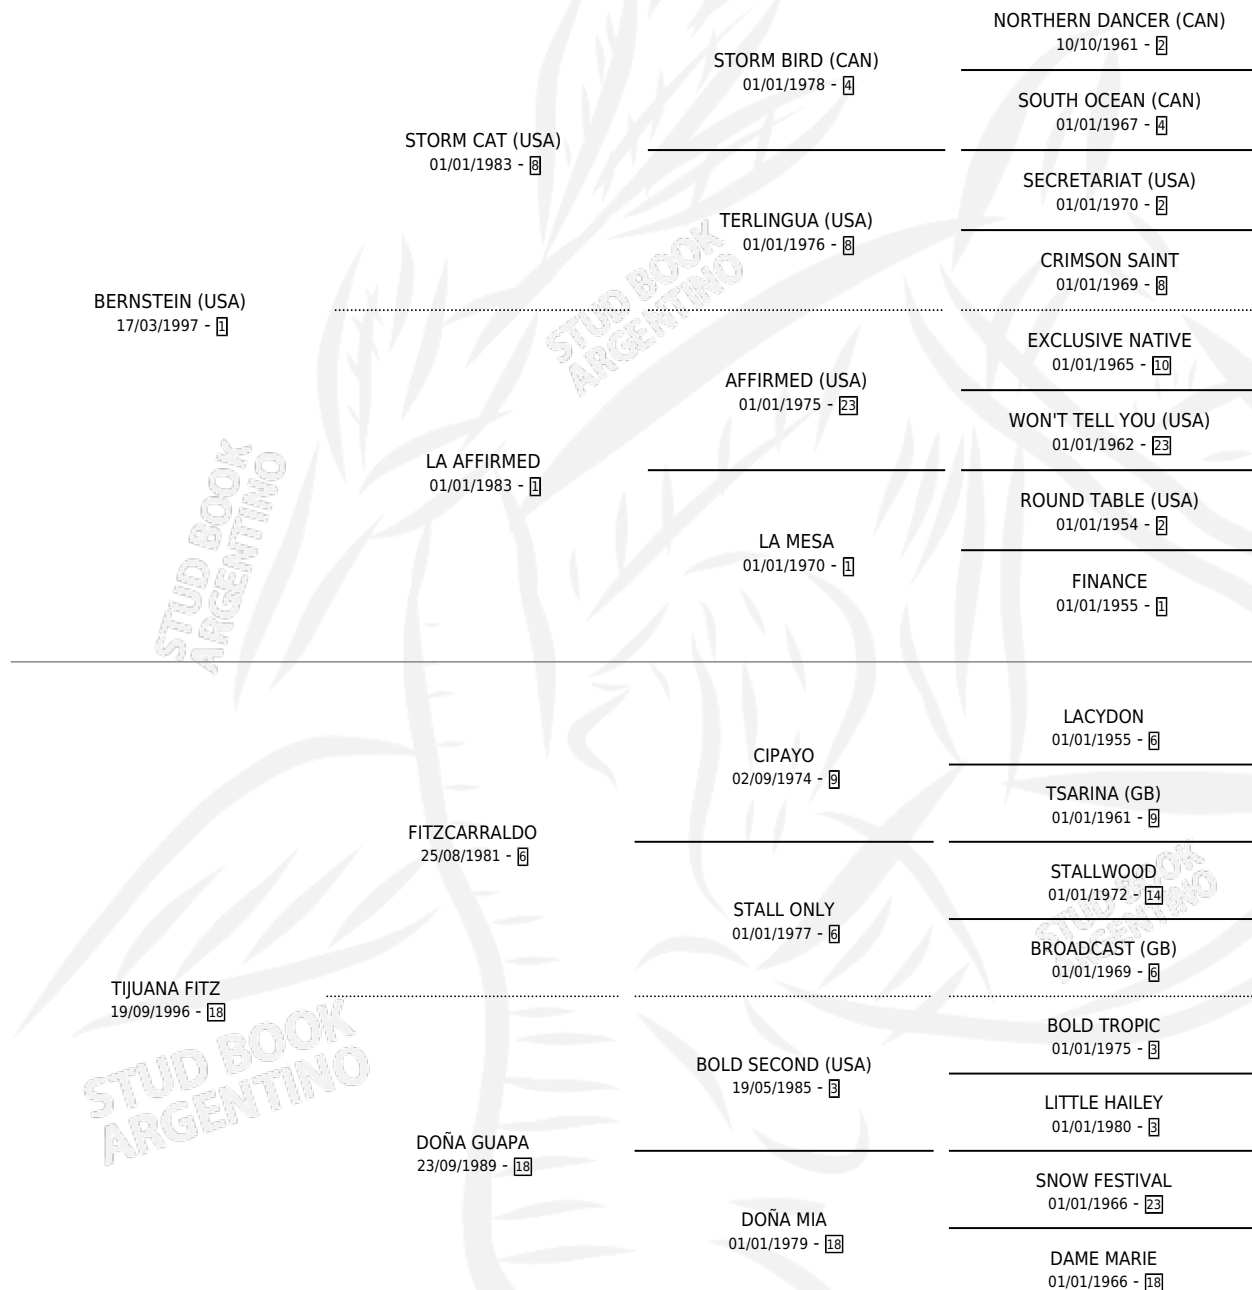 BERNSTEIN (USA)
17/03/1997 - 1
STORM CAT (USA)
01/01/1983 - 8
STORM BIRD (CAN)
01/01/1978 - 4
NORTHERN DANCER (CAN)
10/10/1961 - 2
SOUTH OCEAN (CAN)
01/01/1967 - 4
TERLINGUA (USA)
01/01/1976 - 8
SECRETARIAT (USA)
01/01/1970 - 2
CRIMSON SAINT
01/01/1969 - 8
LA AFFIRMED
01/01/1983 - 1
AFFIRMED (USA)
01/01/1975 - 23
EXCLUSIVE NATIVE
01/01/1965 - 10
WON'T TELL YOU (USA)
01/01/1962 - 23
LA MESA
01/01/1970 - 1
ROUND TABLE (USA)
01/01/1954 - 2
FINANCE
01/01/1955 - 1
TIJUANA FITZ
19/09/1996 - 18
FITZCARRALDO
25/08/1981 - 6
CIPAYO
02/09/1974 - 9
LACYDON
01/01/1955 - 6
TSARINA (GB)
01/01/1961 - 9
STALL ONLY
01/01/1977 - 6
STALLWOOD
01/01/1972 - 14
BROADCAST (GB)
01/01/1969 - 6
DOÑA GUAPA
23/09/1989 - 18
BOLD SECOND (USA)
19/05/1985 - 3
BOLD TROPIC
01/01/1975 - 3
LITTLE HAILEY
01/01/1980 - 3
DOÑA MIA
01/01/1979 - 18
SNOW FESTIVAL
01/01/1966 - 23
DAME MARIE
01/01/1966 - 18
STUD BOOK
ARGENTINO
STUD BOOK
ARGENTINO
STUD BOOK
ARGENTINO
STUD BOOK
ARGENTINO